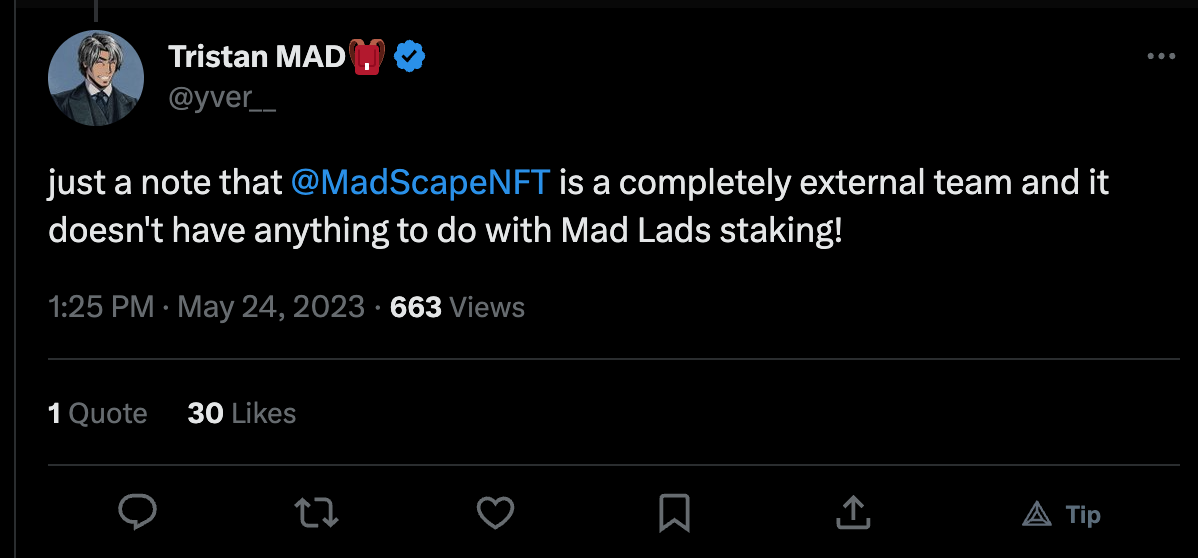 Tristan MAD🎒
@yver__
just a note that @MadScapeNFT is a completely external team and it
doesn't have anything to do with Mad Lads staking!
1:25 PM · May 24, 2023 · 663 Views
1 Quote 30 Likes
Tip